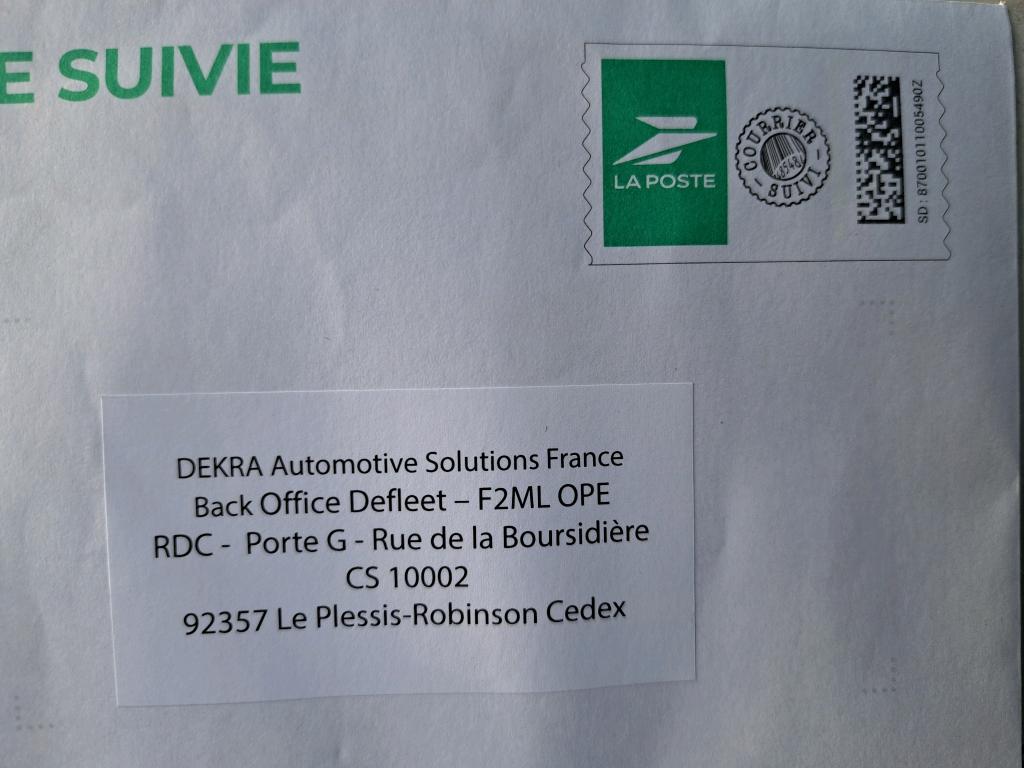 E SUIVIE
LA POSTE
COURRIER
SUIVI
SD : 87001011005490Z
DEKRA Automotive Solutions France
Back Office Defleet – F2ML OPE
RDC - Porte G - Rue de la Boursidière
CS 10002
92357 Le Plessis-Robinson Cedex